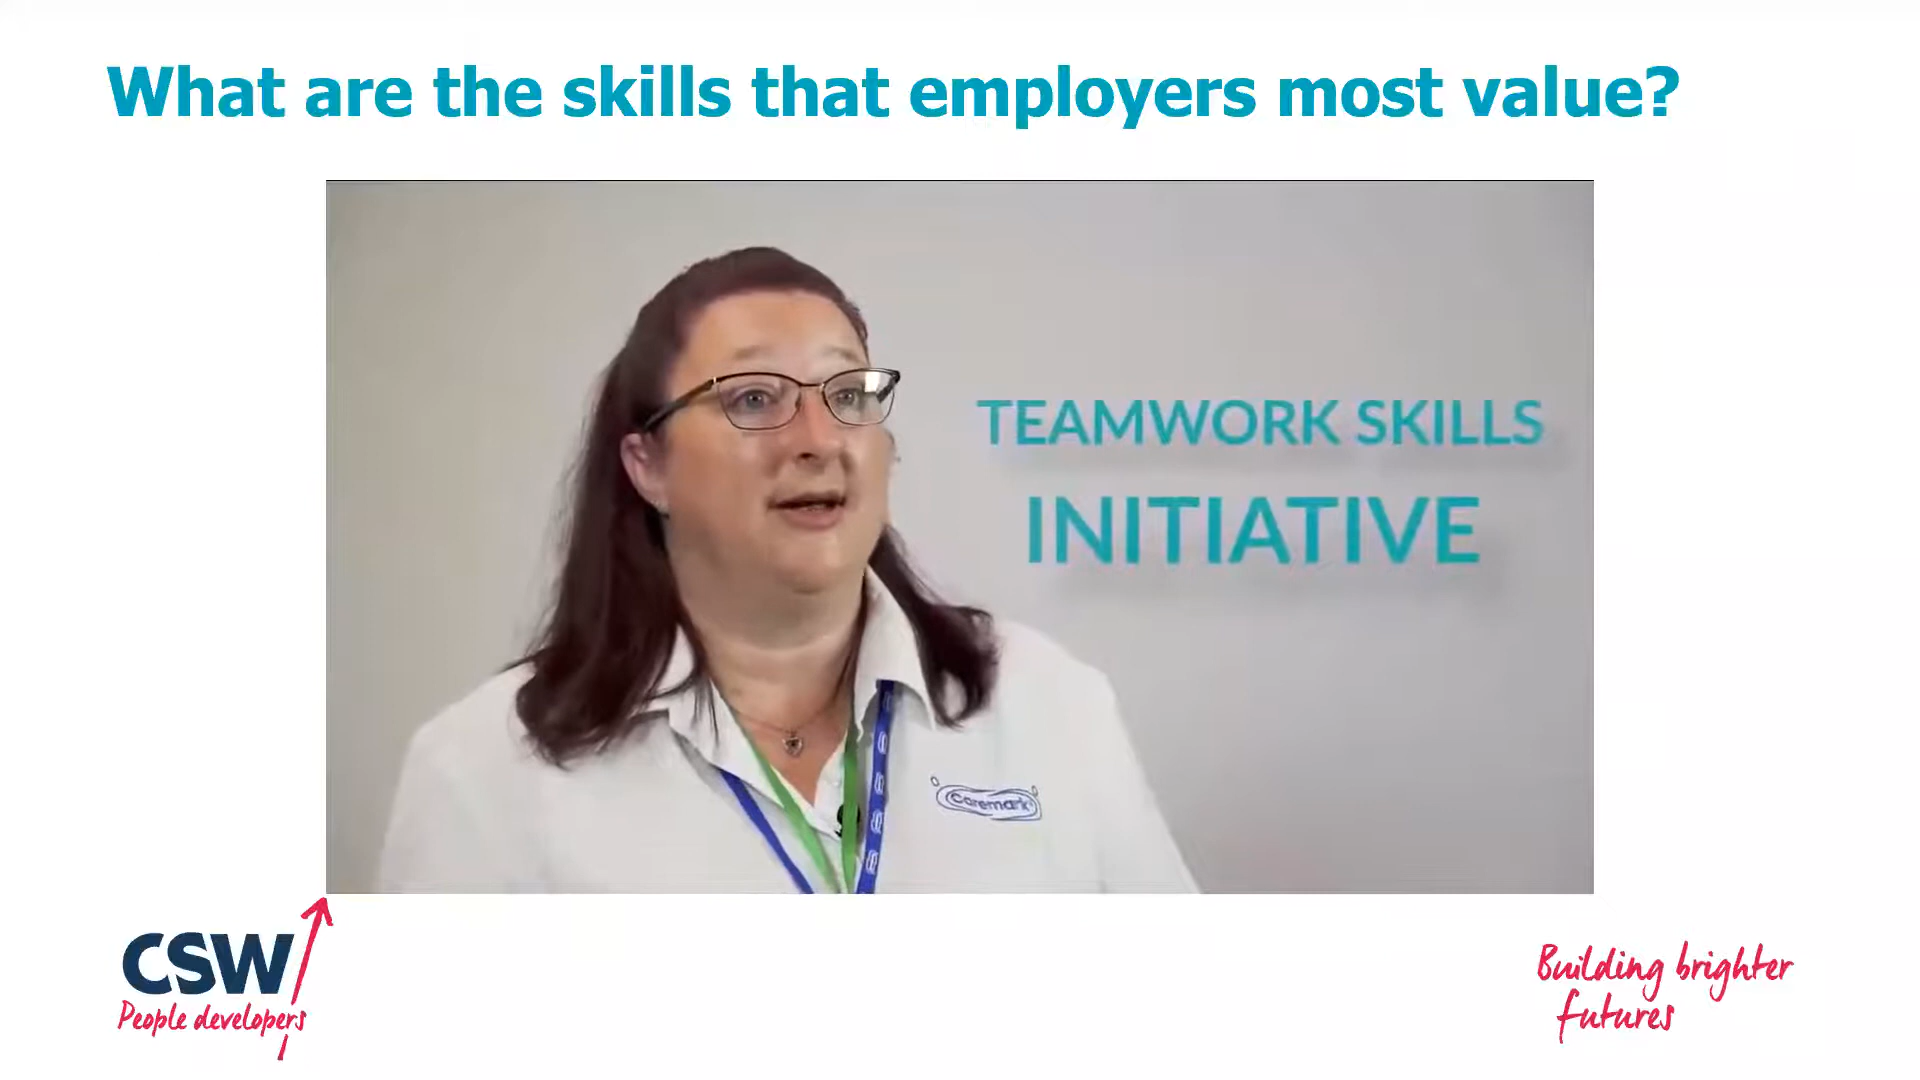 What are the skills that employers most value?
TEAMWORK SKILLS
INITIATIVE
caremark
CSW
People developers
Building brighter
futures